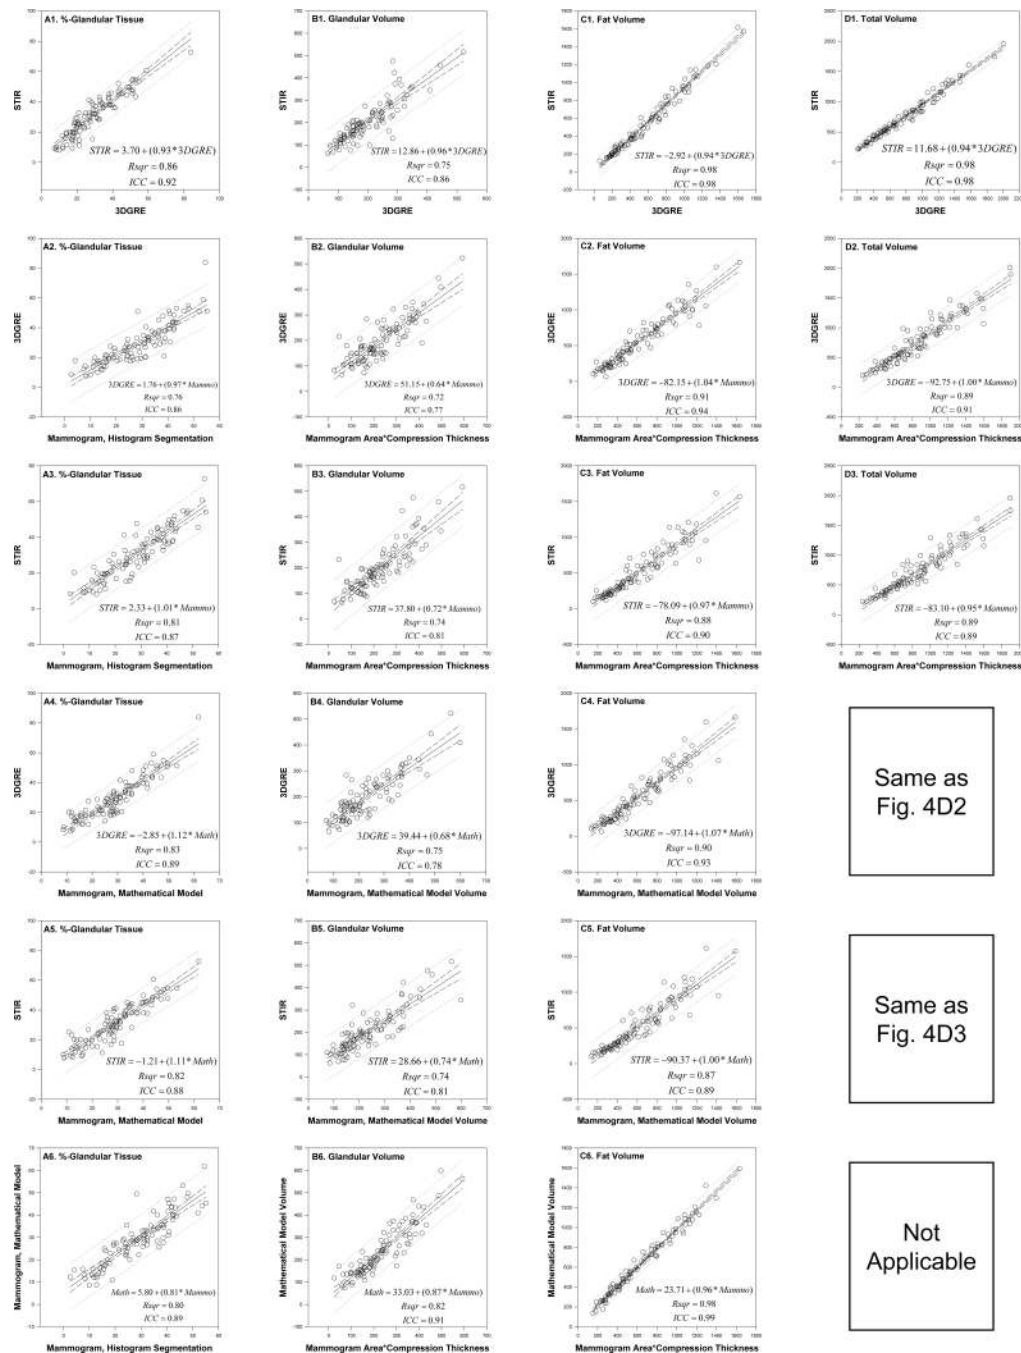 A1. %-Glandular Tissue
STIR
STIR = 3.70+(0.93*3DGRE)
Rsqr = 0.86
ICC = 0.92
3DGRE
B1. Glandular Volume
STIR
STIR = 12.86+(0.96*3DGRE)
Rsqr = 0.75
ICC = 0.86
3DGRE
C1. Fat Volume
STIR
STIR = −2.92+(0.94*3DGRE)
Rsqr = 0.98
ICC = 0.98
3DGRE
D1. Total Volume
STIR
STIR = 11.68+(0.94*3DGRE)
Rsqr = 0.98
ICC = 0.98
3DGRE
A2. %-Glandular Tissue
3DGRE
3DGRE = 1.76+(0.97*Mammo)
Rsqr = 0.76
ICC = 0.86
Mammogram, Histogram Segmentation
B2. Glandular Volume
3DGRE
3DGRE = 51.15+(0.64*Mammo)
Rsqr = 0.72
ICC = 0.77
Mammogram Area*Compression Thickness
C2. Fat Volume
3DGRE
3DGRE = −82.15+(1.04*Mammo)
Rsqr = 0.91
ICC = 0.94
Mammogram Area*Compression Thickness
D2. Total Volume
3DGRE
3DGRE = −92.75+(1.00*Mammo)
Rsqr = 0.89
ICC = 0.91
Mammogram Area*Compression Thickness
A3. %-Glandular Tissue
STIR
STIR = 2.33+(1.01*Mammo)
Rsqr = 0.81
ICC = 0.87
Mammogram, Histogram Segmentation
B3. Glandular Volume
STIR
STIR = 37.80+(0.72*Mammo)
Rsqr = 0.74
ICC = 0.81
Mammogram Area*Compression Thickness
C3. Fat Volume
STIR
STIR = −78.09+(0.97*Mammo)
Rsqr = 0.88
ICC = 0.90
Mammogram Area*Compression Thickness
D3. Total Volume
STIR
STIR = −83.10+(0.95*Mammo)
Rsqr = 0.89
ICC = 0.89
Mammogram Area*Compression Thickness
A4. %-Glandular Tissue
3DGRE
3DGRE = −2.85+(1.12*Math)
Rsqr = 0.83
ICC = 0.89
Mammogram, Mathematical Model
B4. Glandular Volume
3DGRE
3DGRE = 39.44+(0.68*Math)
Rsqr = 0.75
ICC = 0.78
Mammogram, Mathematical Model Volume
C4. Fat Volume
3DGRE
3DGRE = −97.14+(1.07*Math)
Rsqr = 0.90
ICC = 0.93
Mammogram, Mathematical Model Volume
Same as
Fig. 4D2
A5. %-Glandular Tissue
STIR
STIR = −1.21+(1.11*Math)
Rsqr = 0.82
ICC = 0.88
Mammogram, Mathematical Model
B5. Glandular Volume
STIR
STIR = 28.66+(0.74*Math)
Rsqr = 0.74
ICC = 0.81
Mammogram, Mathematical Model Volume
C5. Fat Volume
STIR
STIR = −90.37+(1.00*Math)
Rsqr = 0.87
ICC = 0.89
Mammogram, Mathematical Model Volume
Same as
Fig. 4D3
A6. %-Glandular Tissue
Mammogram, Mathematical Model
Math = 5.80+(0.81*Mammo)
Rsqr = 0.80
ICC = 0.89
Mammogram, Histogram Segmentation
B6. Glandular Volume
Mathematical Model Volume
Math = 33.03+(0.87*Mammo)
Rsqr = 0.82
ICC = 0.91
Mammogram Area*Compression Thickness
C6. Fat Volume
Mathematical Model Volume
Math = 23.71+(0.96*Mammo)
Rsqr = 0.98
ICC = 0.99
Mammogram Area*Compression Thickness
Not
Applicable